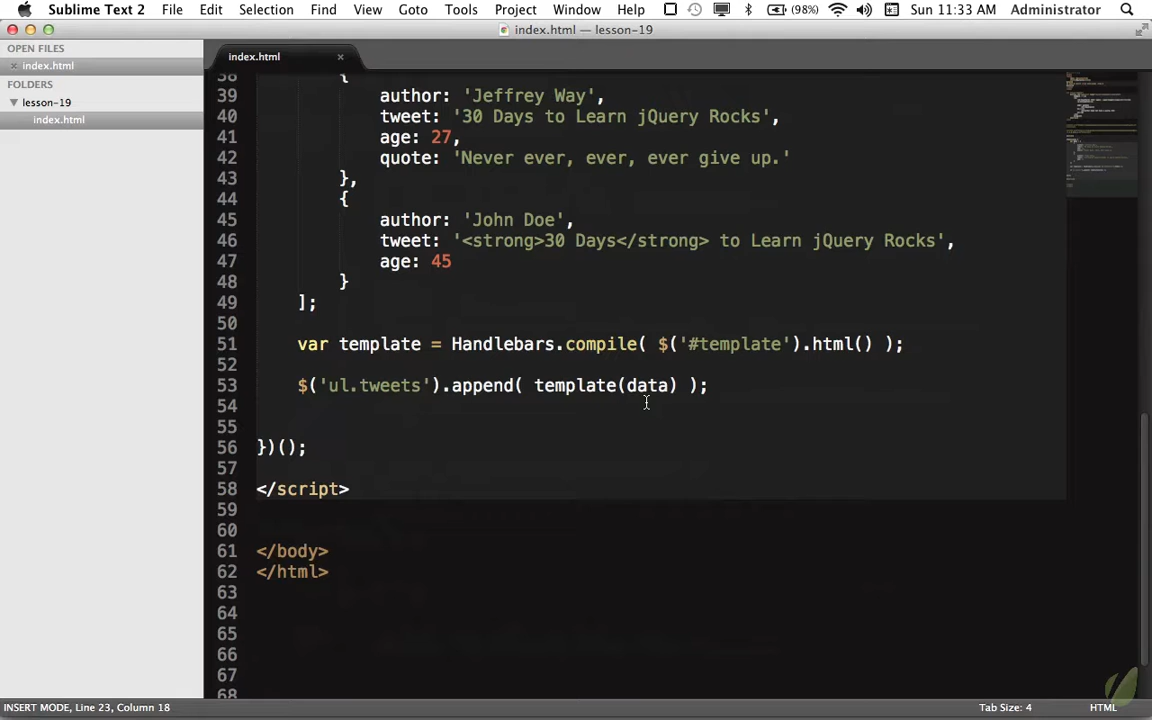 Sublime Text 2 File Edit Selection Find View Goto Tools Project Window Help (98%) Sun 11:33 AM Administrator
index.html — lesson-19
OPEN FILES
index.html
FOLDERS
lesson-19
index.html
index.html
38 {
39 author: 'Jeffrey Way',
40 tweet: '30 Days to Learn jQuery Rocks',
41 age: 27,
42 quote: 'Never ever, ever, ever give up.'
43 },
44 {
45 author: 'John Doe',
46 tweet: '<strong>30 Days</strong> to Learn jQuery Rocks',
47 age: 45
48 }
49 ];
50
51 var template = Handlebars.compile( $('#template').html() );
52
53 $('ul.tweets').append( template(data) );
54
55
56 })();
57
58 </script>
59
60
61 </body>
62 </html>
63
64
65
66
67
68
INSERT MODE, Line 23, Column 18 Tab Size: 4 HTML